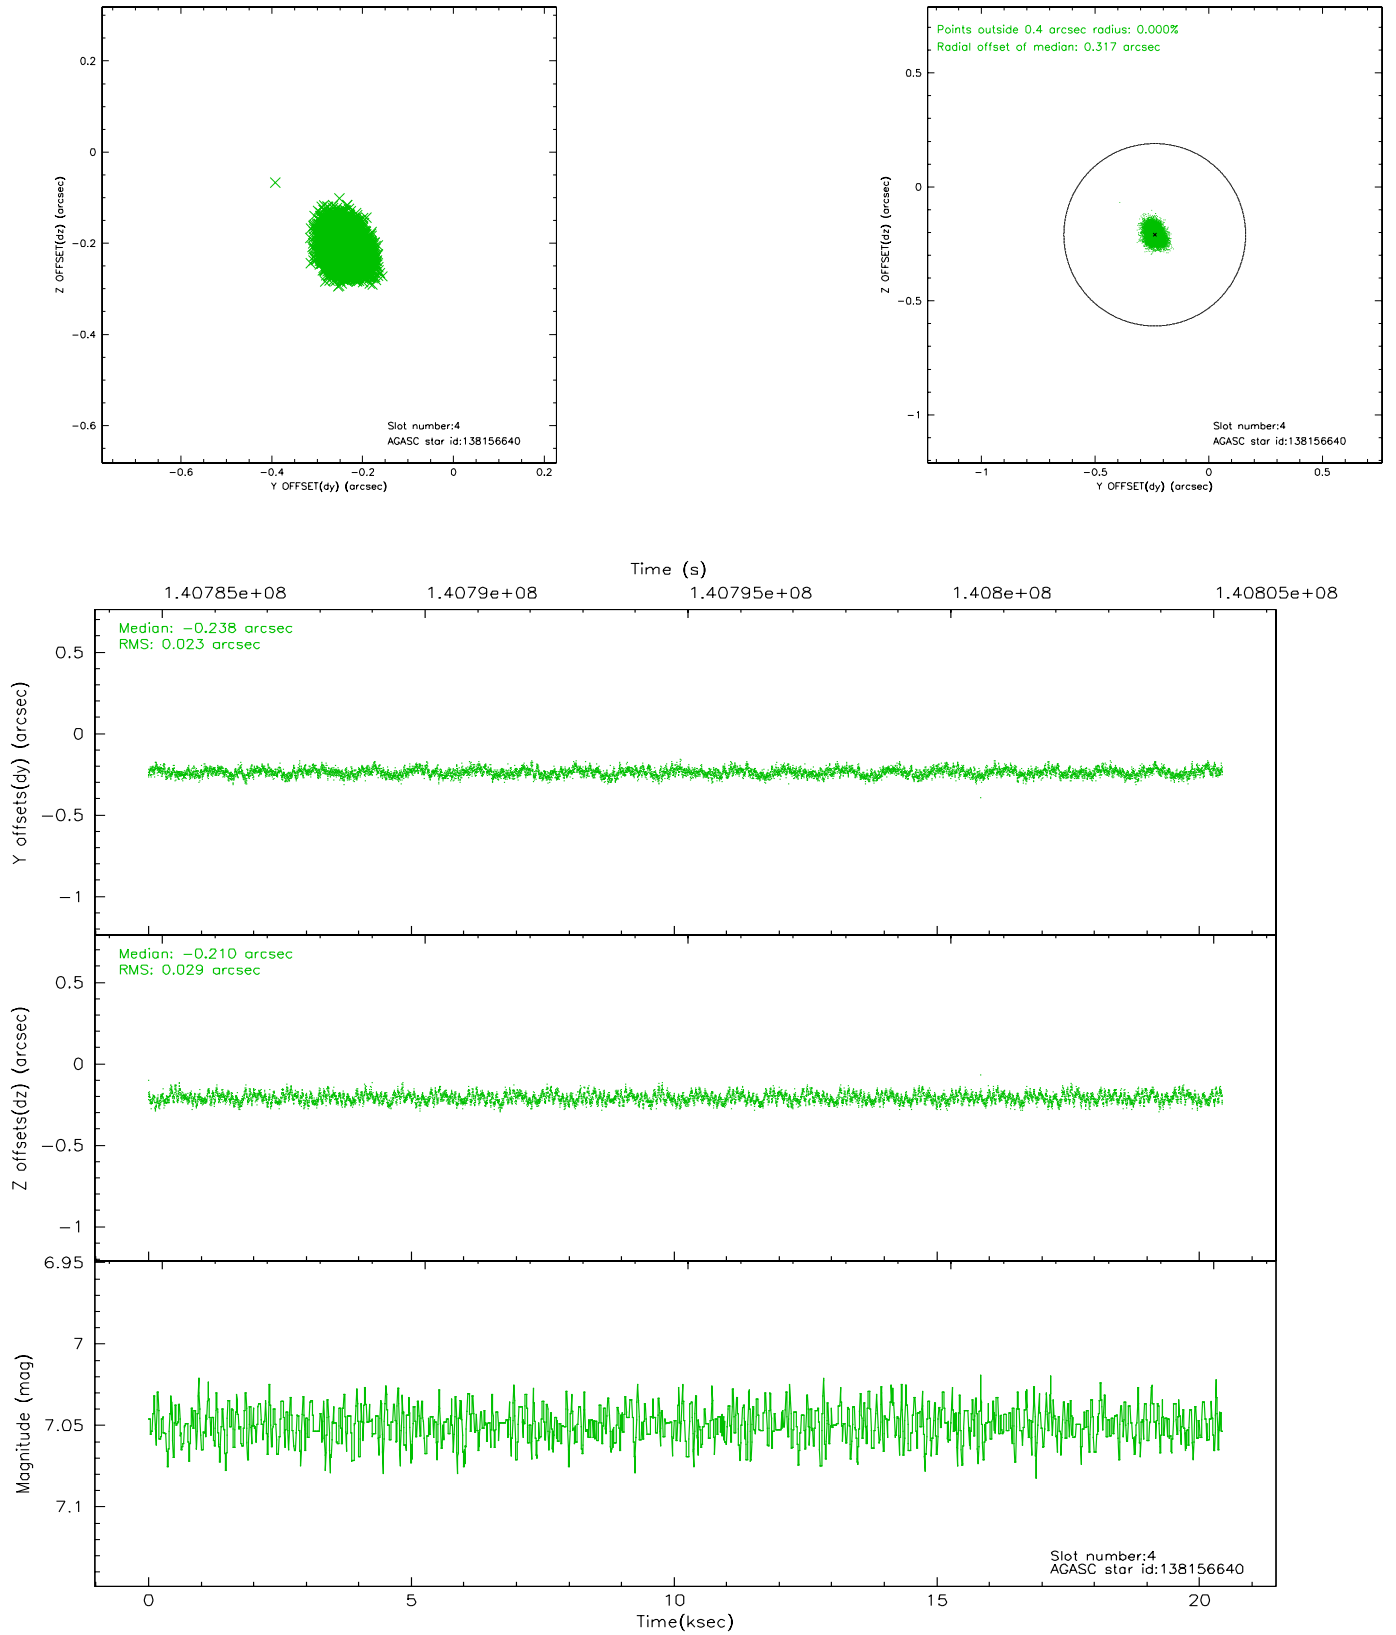 0.2
0
−0.2
−0.4
−0.6
Z OFFSET(dz) (arcsec)
Slot number:4
AGASC star id:138156640
−0.6
−0.4
−0.2
0
0.2
Y OFFSET(dy) (arcsec)
Points outside 0.4 arcsec radius: 0.000%
Radial offset of median: 0.317 arcsec
0.5
0
−0.5
−1
Z OFFSET(dz) (arcsec)
Slot number:4
AGASC star id:138156640
−1
−0.5
0
0.5
Y OFFSET(dy) (arcsec)
Time (s)
1.40785e+08
1.4079e+08
1.40795e+08
1.408e+08
1.40805e+08
Median: −0.238 arcsec
RMS: 0.023 arcsec
0.5
0
−0.5
−1
Y offsets(dy) (arcsec)
Median: −0.210 arcsec
RMS: 0.029 arcsec
0.5
0
−0.5
−1
Z offsets(dz) (arcsec)
6.95
7
7.05
7.1
Magnitude (mag)
Slot number:4
AGASC star id:138156640
0
5
10
15
20
Time(ksec)